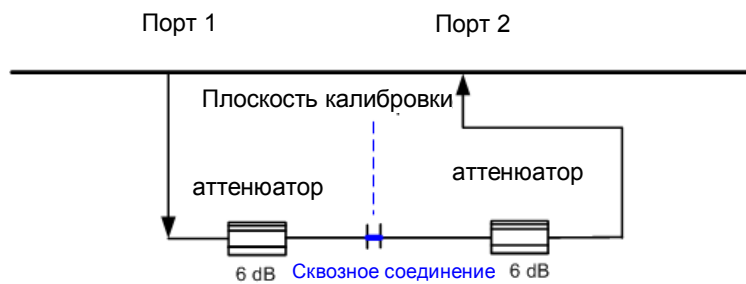 Порт 1
Порт 2
Плоскость калибровки
аттенюатор
аттенюатор
6 dB
Сквозное соединение
6 dB